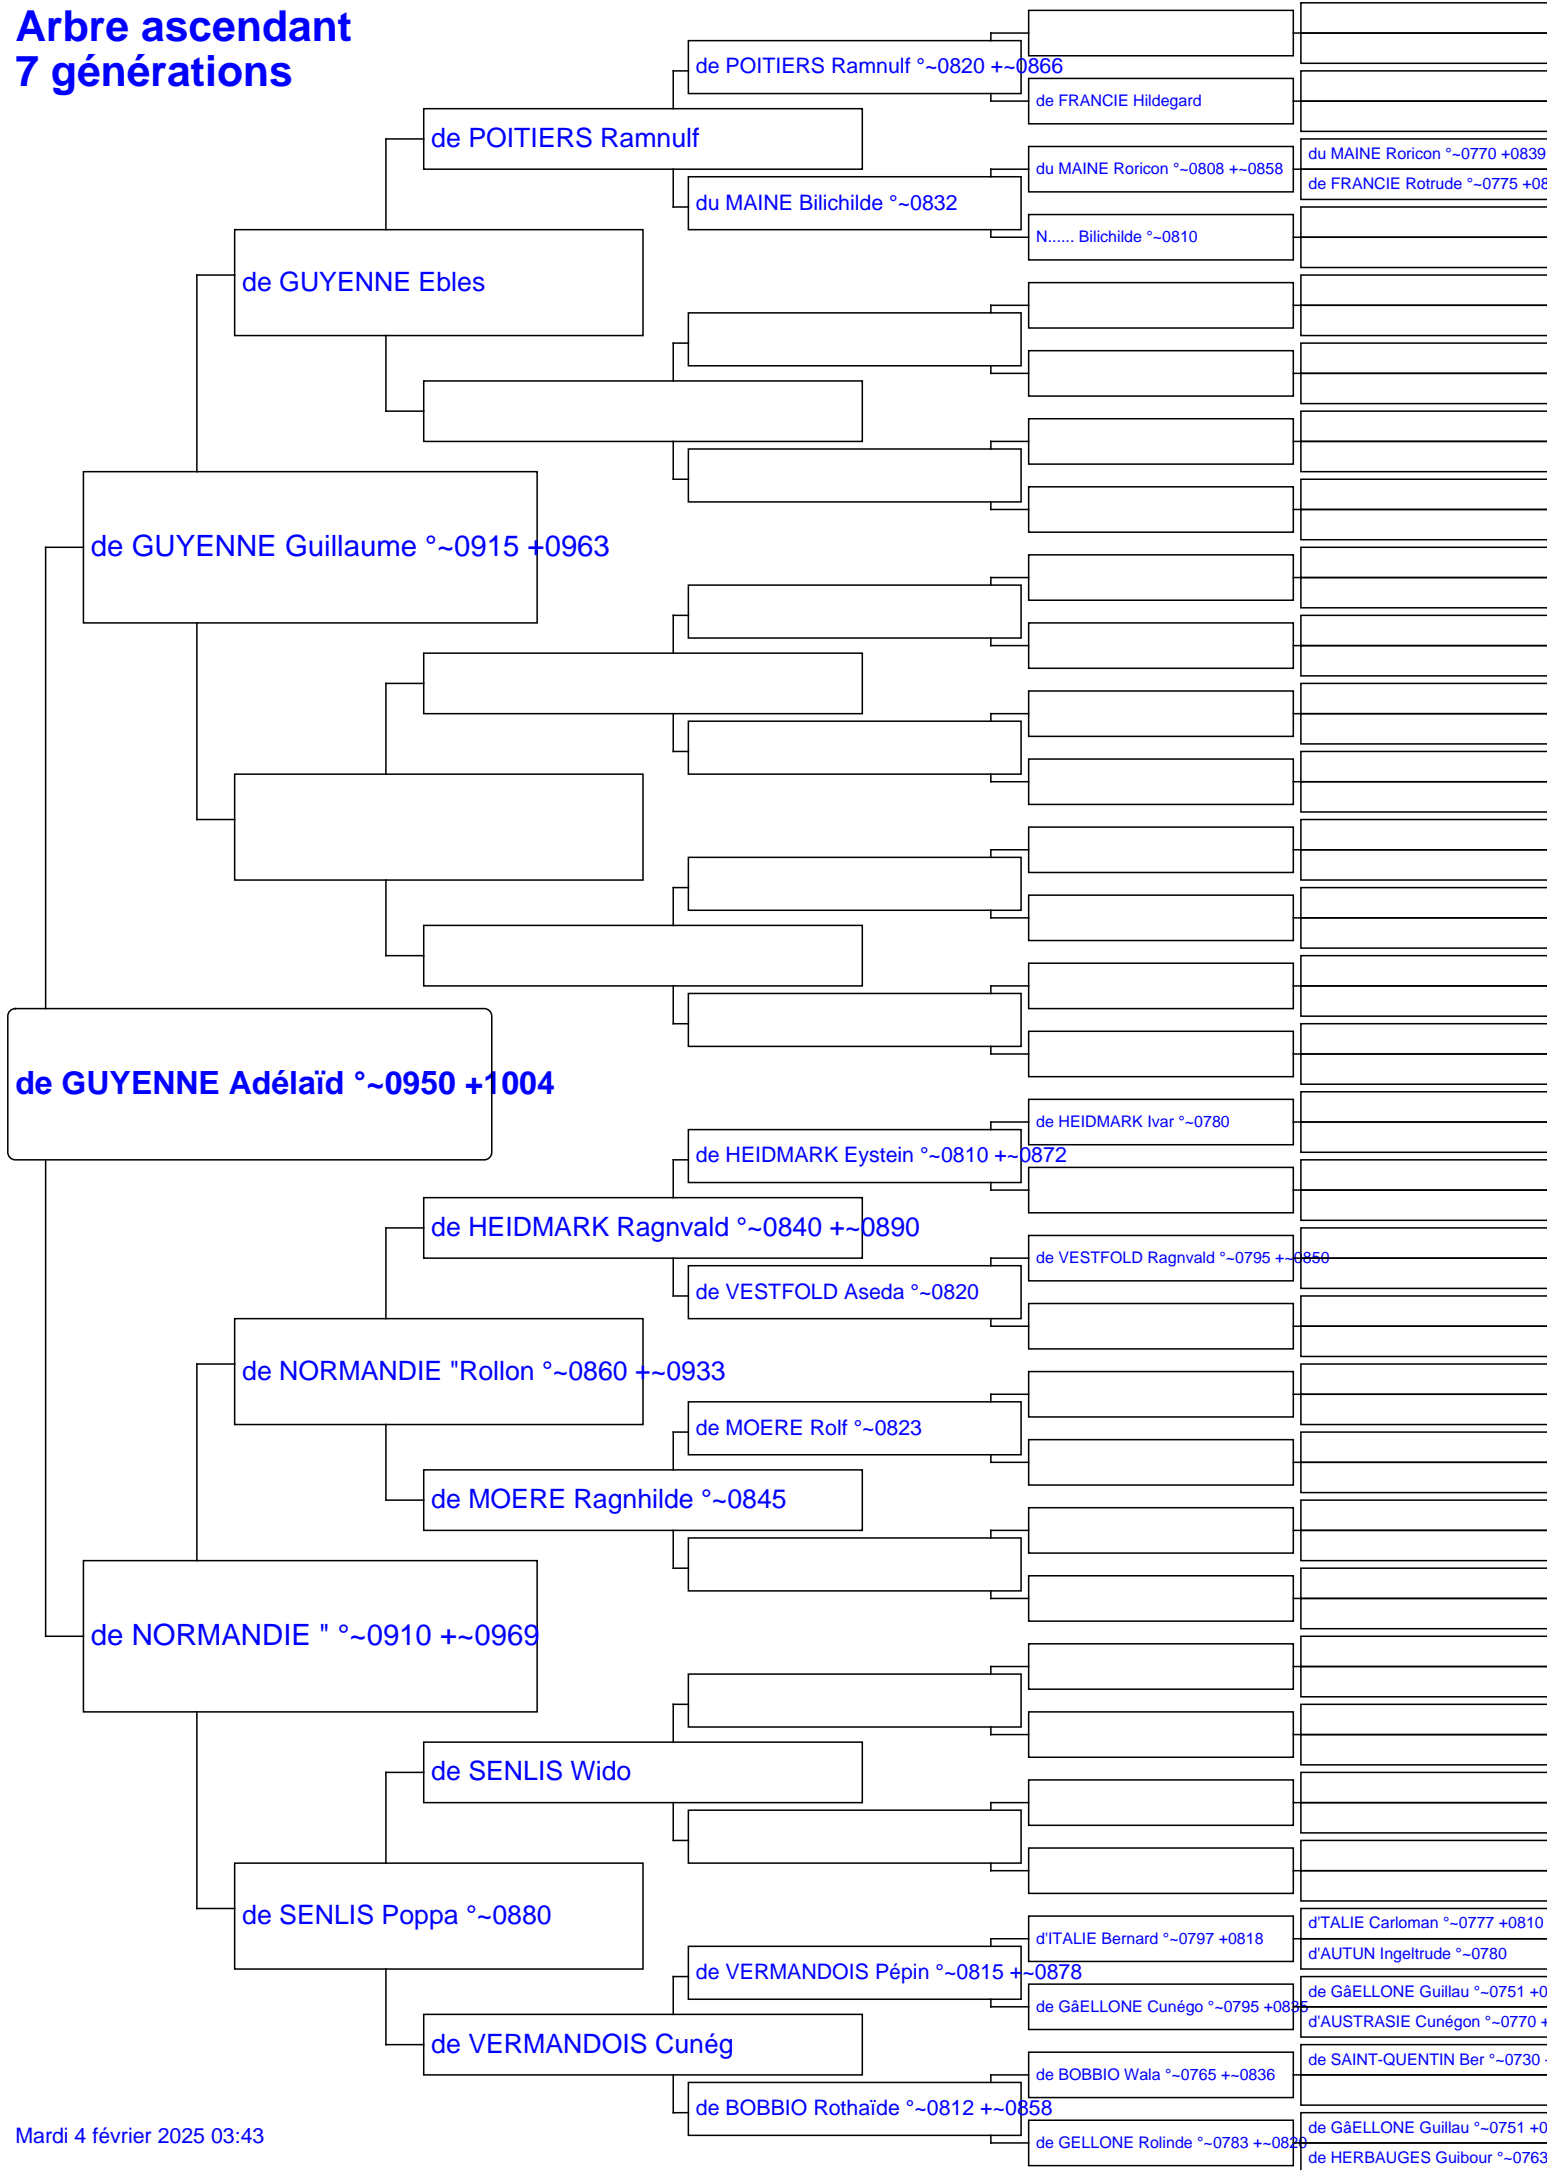 Arbre ascendant
7 générations
de POITIERS Ramnulf °~0820 +~0866
de FRANCIE Hildegard
de POITIERS Ramnulf
du MAINE Roricon °~0808 +~0858
du MAINE Roricon °~0770 +0839
de FRANCIE Rotrude °~0775 +08
du MAINE Bilichilde °~0832
N...... Bilichilde °~0810
de GUYENNE Ebles
de GUYENNE Guillaume °~0915 +0963
de GUYENNE Adélaïd °~0950 +1004
de HEIDMARK Ivar °~0780
de HEIDMARK Eystein °~0810 +~0872
de HEIDMARK Ragnvald °~0840 +~0890
de VESTFOLD Ragnvald °~0795 +~0850
de VESTFOLD Aseda °~0820
de NORMANDIE "Rollon °~0860 +~0933
de MOERE Rolf °~0823
de MOERE Ragnhilde °~0845
de NORMANDIE " °~0910 +~0969
de SENLIS Wido
de SENLIS Poppa °~0880
d'ITALIE Bernard °~0797 +0818
d'TALIE Carloman °~0777 +0810
d'AUTUN Ingeltrude °~0780
de VERMANDOIS Pépin °~0815 +~0878
de GâELLONE Cunégo °~0795 +0835
de GâELLONE Guillau °~0751 +0
d'AUSTRASIE Cunégon °~0770 +
de VERMANDOIS Cunég
de BOBBIO Wala °~0765 +~0836
de SAINT-QUENTIN Ber °~0730 +
de BOBBIO Rothaïde °~0812 +~0858
de GELLONE Rolinde °~0783 +~0820
de GâELLONE Guillau °~0751 +0
de HERBAUGES Guibour °~0763
Mardi 4 février 2025 03:43